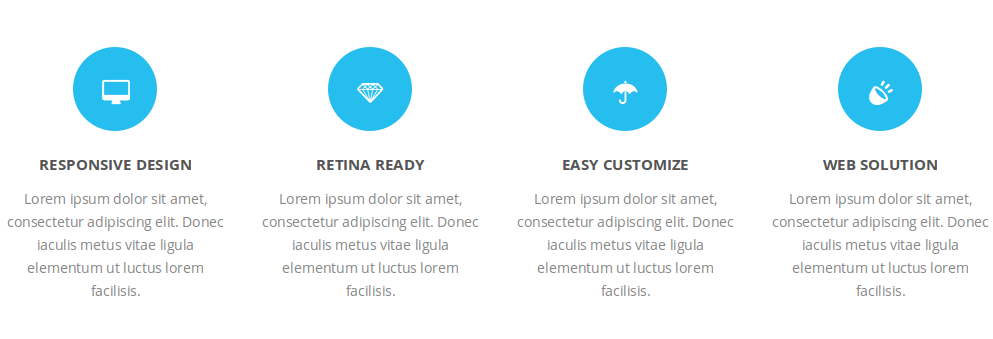 RESPONSIVE DESIGN
Lorem ipsum dolor sit amet,
consectetur adipiscing elit. Donec
iaculis metus vitae ligula
elementum ut luctus lorem
facilisis.
RETINA READY
Lorem ipsum dolor sit amet,
consectetur adipiscing elit. Donec
iaculis metus vitae ligula
elementum ut luctus lorem
facilisis.
EASY CUSTOMIZE
Lorem ipsum dolor sit amet,
consectetur adipiscing elit. Donec
iaculis metus vitae ligula
elementum ut luctus lorem
facilisis.
WEB SOLUTION
Lorem ipsum dolor sit amet,
consectetur adipiscing elit. Donec
iaculis metus vitae ligula
elementum ut luctus lorem
facilisis.